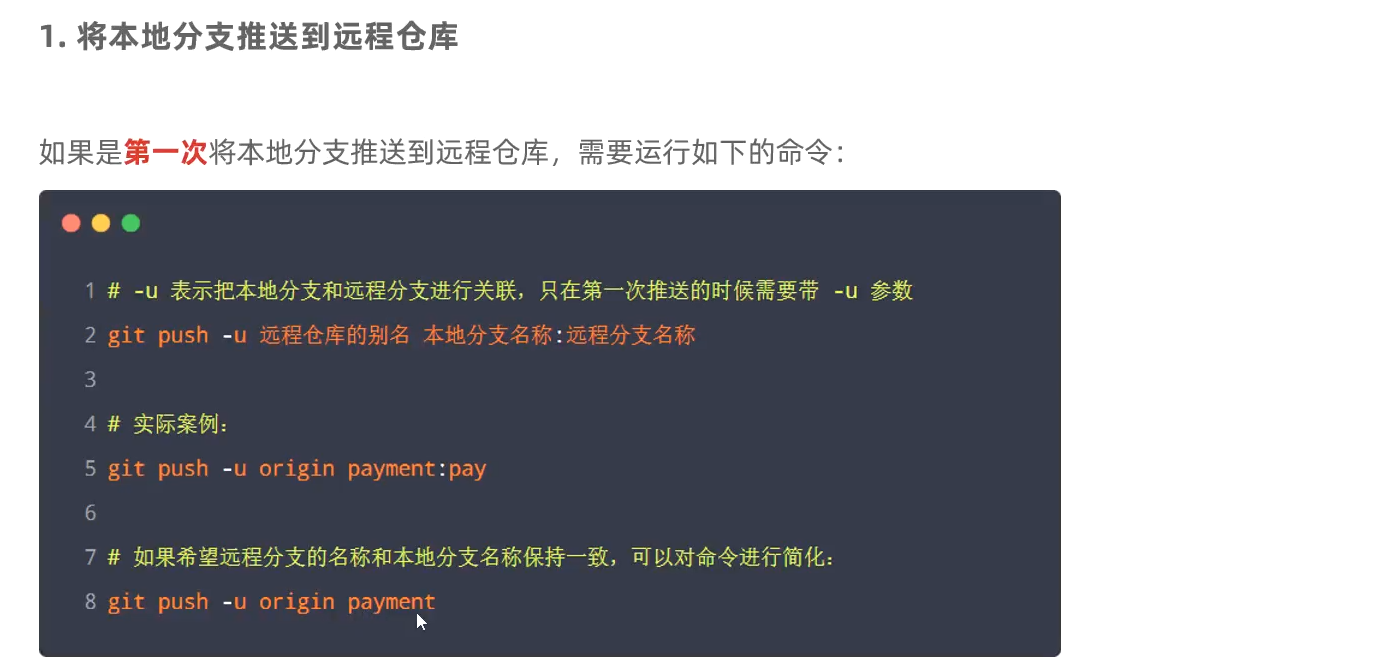 1. 将本地分支推送到远程仓库
如果是第一次将本地分支推送到远程仓库，需要运行如下的命令：
1 # -u 表示把本地分支和远程分支进行关联，只在第一次推送的时候需要带 -u 参数
2 git push -u 远程仓库的别名 本地分支名称:远程分支名称
3
4 # 实际案例：
5 git push -u origin payment:pay
6
7 # 如果希望远程分支的名称和本地分支名称保持一致，可以对命令进行简化：
8 git push -u origin payment